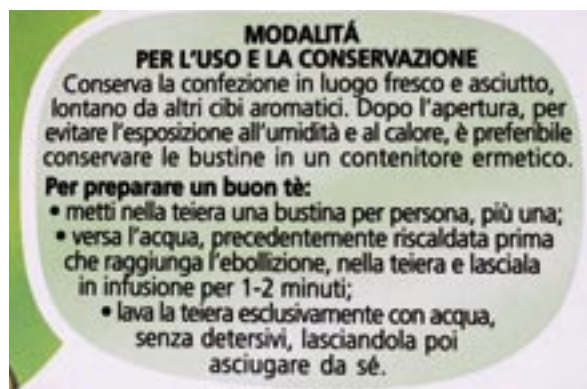 MODALITÁ
PER L'USO E LA CONSERVAZIONE
Conserva la confezione in luogo fresco e asciutto,
lontano da altri cibi aromatici. Dopo l'apertura, per
evitare l'esposizione all'umidità e al calore, è preferibile
conservare le bustine in un contenitore ermetico.
Per preparare un buon tè:
• metti nella teiera una bustina per persona, più una;
• versa l'acqua, precedentemente riscaldata prima
che raggiunga l'ebollizione, nella teiera e lasciala
in infusione per 1-2 minuti;
• lava la teiera esclusivamente con acqua,
senza detersivi, lasciandola poi
asciugare da sé.